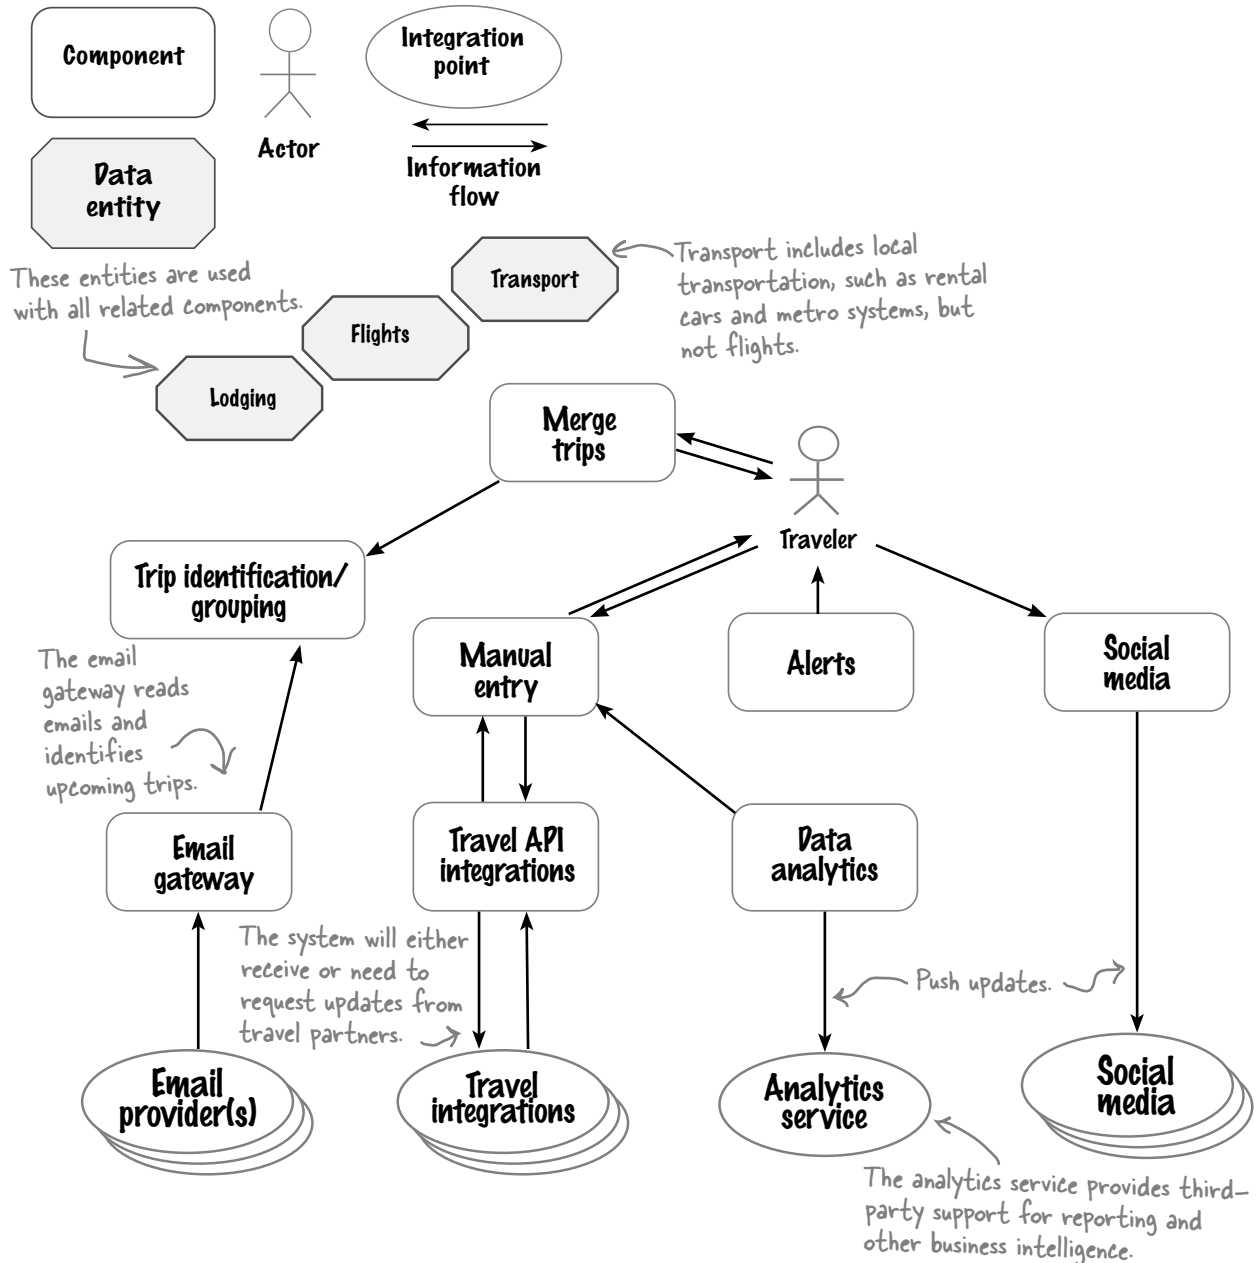 Component
Integration
point
Actor
Data
entity
Information
flow
These entities are used
with all related components.
Transport
Transport includes local
transportation, such as rental
cars and metro systems, but
not flights.
Flights
Lodging
Merge
trips
Traveler
Trip identification/
grouping
The email
gateway reads
emails and
identifies
upcoming trips.
Manual
entry
Alerts
Social
media
Email
gateway
Travel API
integrations
Data
analytics
The system will either
receive or need to
request updates from
travel partners.
Push updates.
Email
provider(s)
Travel
integrations
Analytics
service
Social
media
The analytics service provides third-
party support for reporting and
other business intelligence.